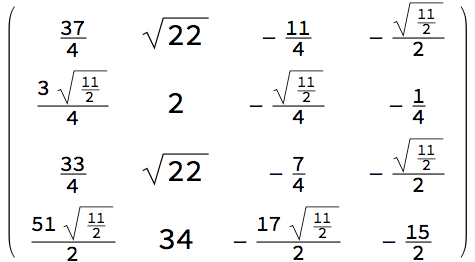 ( 37/4 √22 − 11/4 − √(11/2)/2 )
( 3 √(11/2)/4 2 − √(11/2)/4 − 1/4 )
( 33/4 √22 − 7/4 − √(11/2)/2 )
( 51 √(11/2)/2 34 − 17 √(11/2)/2 − 15/2 )